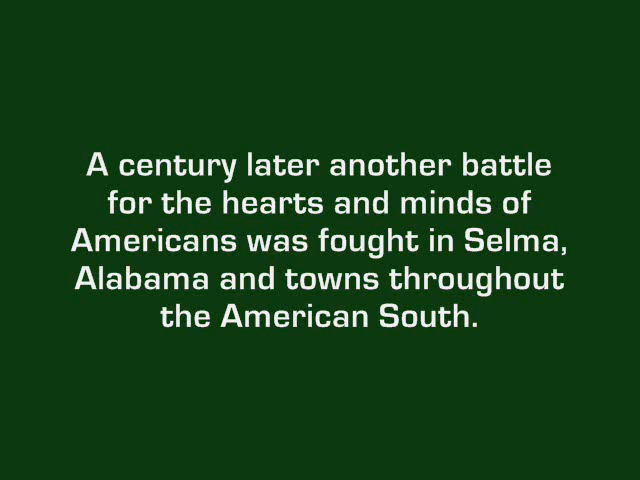 A century later another battle
for the hearts and minds of
Americans was fought in Selma,
Alabama and towns throughout
the American South.